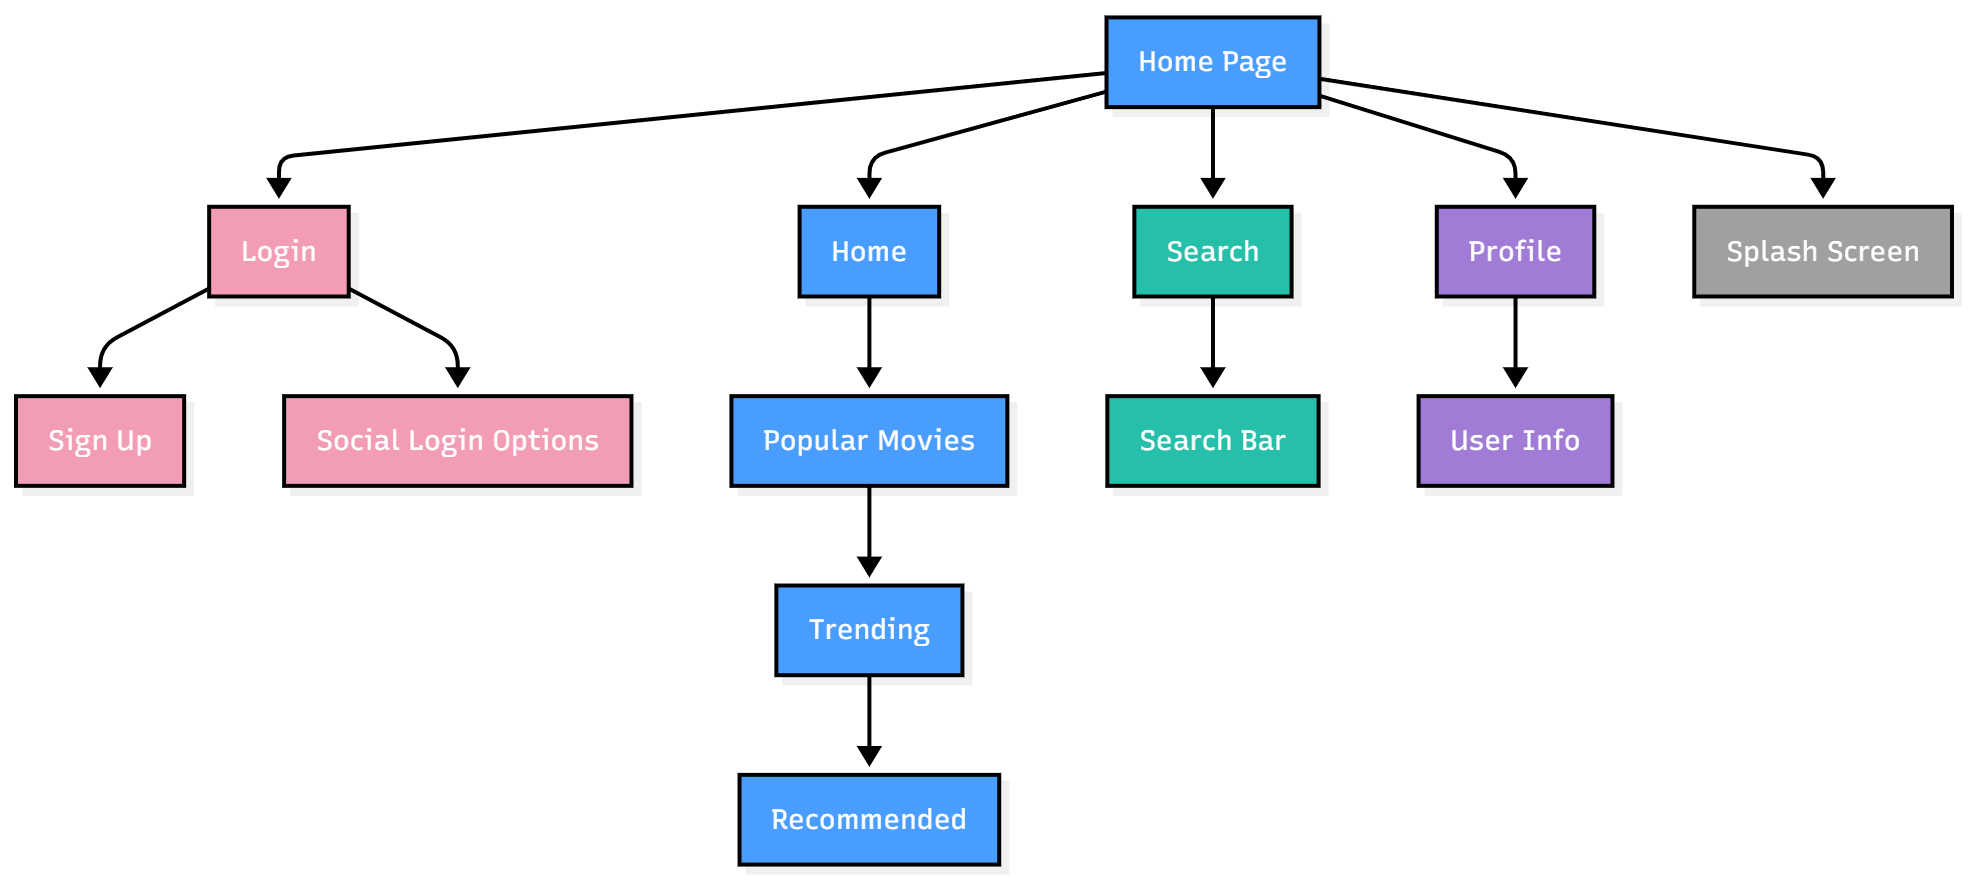 Home Page
Login
Home
Search
Profile
Splash Screen
Sign Up
Social Login Options
Popular Movies
Search Bar
User Info
Trending
Recommended